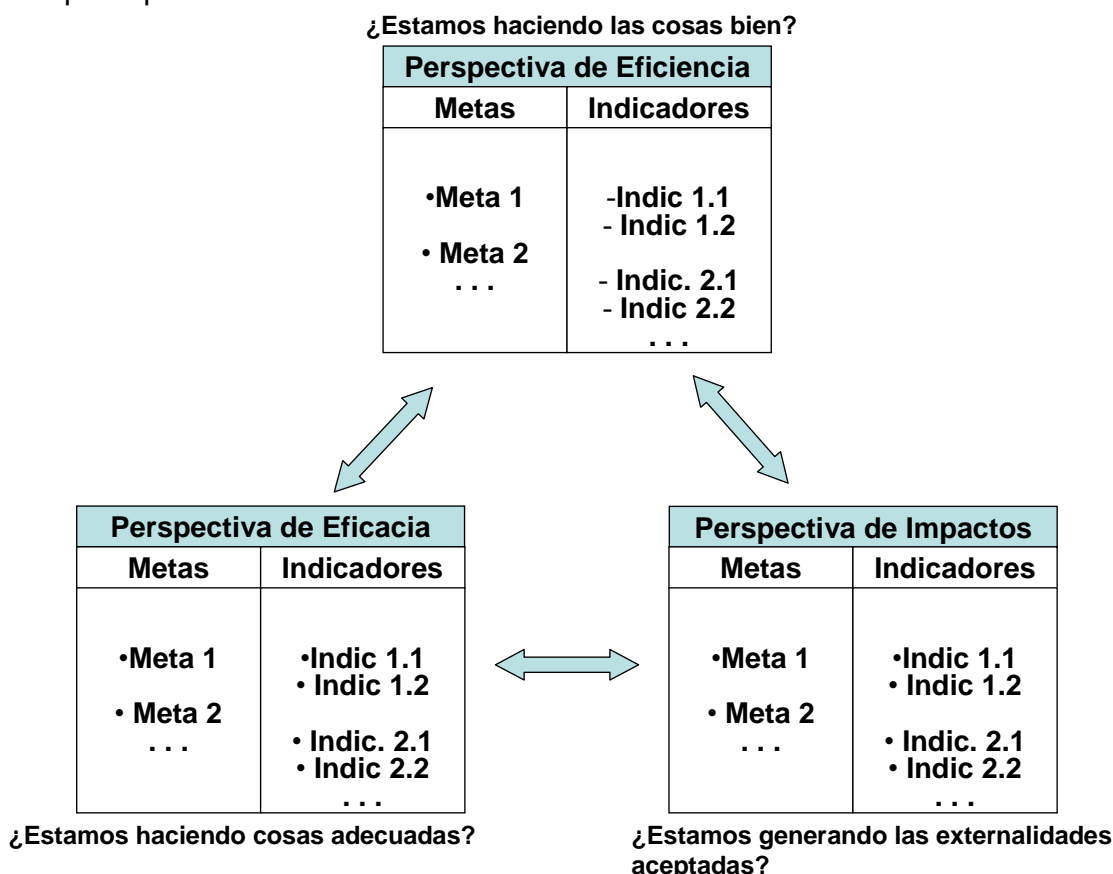 ¿Estamos haciendo las cosas bien?
Perspectiva de Eficiencia
Metas Indicadores
•Meta 1
• Meta 2
. . .
-Indic 1.1
- Indic 1.2
- Indic. 2.1
- Indic 2.2
. . .
Perspectiva de Eficacia
Metas Indicadores
•Meta 1
• Meta 2
. . .
•Indic 1.1
• Indic 1.2
• Indic. 2.1
• Indic 2.2
. . .
¿Estamos haciendo cosas adecuadas?
Perspectiva de Impactos
Metas Indicadores
•Meta 1
• Meta 2
. . .
•Indic 1.1
• Indic 1.2
• Indic. 2.1
• Indic 2.2
. . .
¿Estamos generando las externalidades
aceptadas?